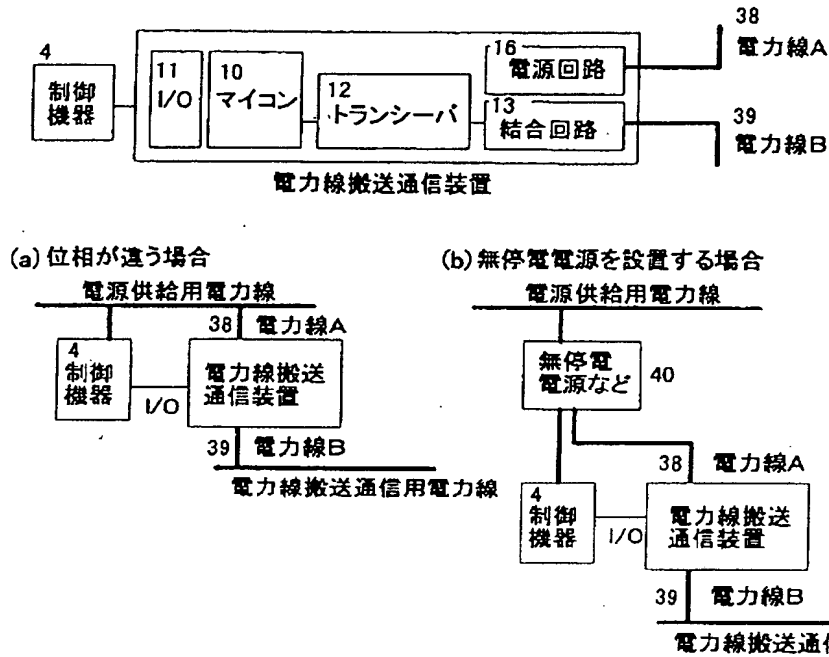 38
電力線A
4
制御
機器
11
I/O
10
マイコン
12
トランシーバ
16
電源回路
13
結合回路
39
電力線B
電力線搬送通信装置
(a)位相が違う場合
電源供給用電力線
38 電力線A
4
制御
機器
I/O
電力線搬送
通信装置
39 電力線B
電力線搬送通信用電力線
(b)無停電電源を設置する場合
電源供給用電力線
無停電
電源など
40
38 電力線A
4
制御
機器
I/O
電力線搬送
通信装置
39 電力線B
電力線搬送通